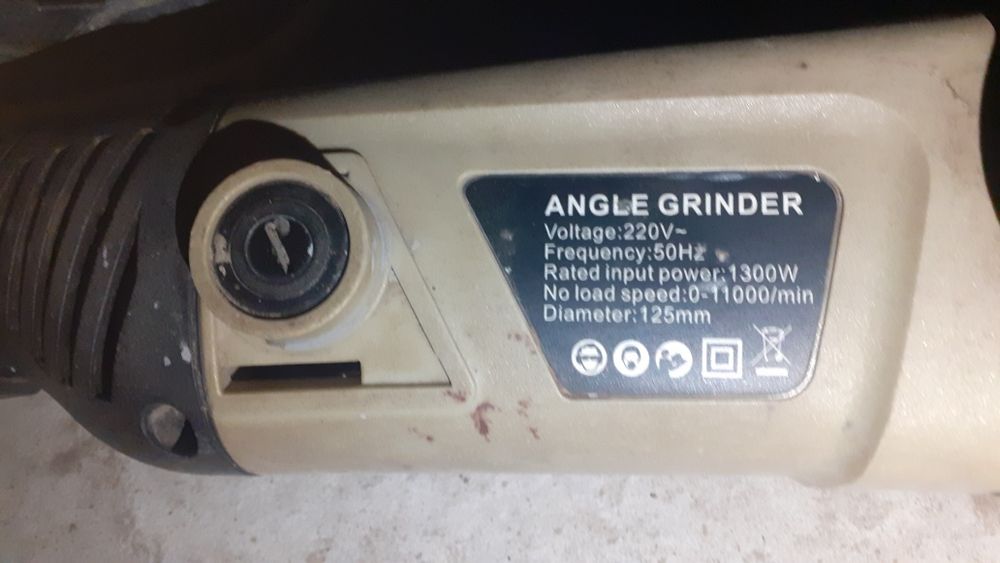 ANGLE GRINDER
Voltage:220V~
Frequency:50Hz
Rated input power:1300W
No load speed:0-11000/min
Diameter:125mm